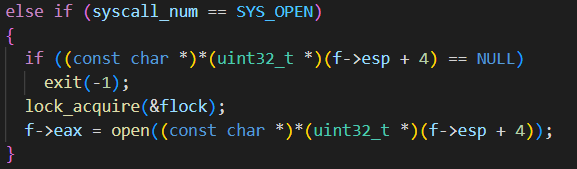 else if (syscall_num == SYS_OPEN)
{
  if ((const char *)*(uint32_t *)(f->esp + 4) == NULL)
    exit(-1);
  lock_acquire(&flock);
  f->eax = open((const char *)*(uint32_t *)(f->esp + 4));
}